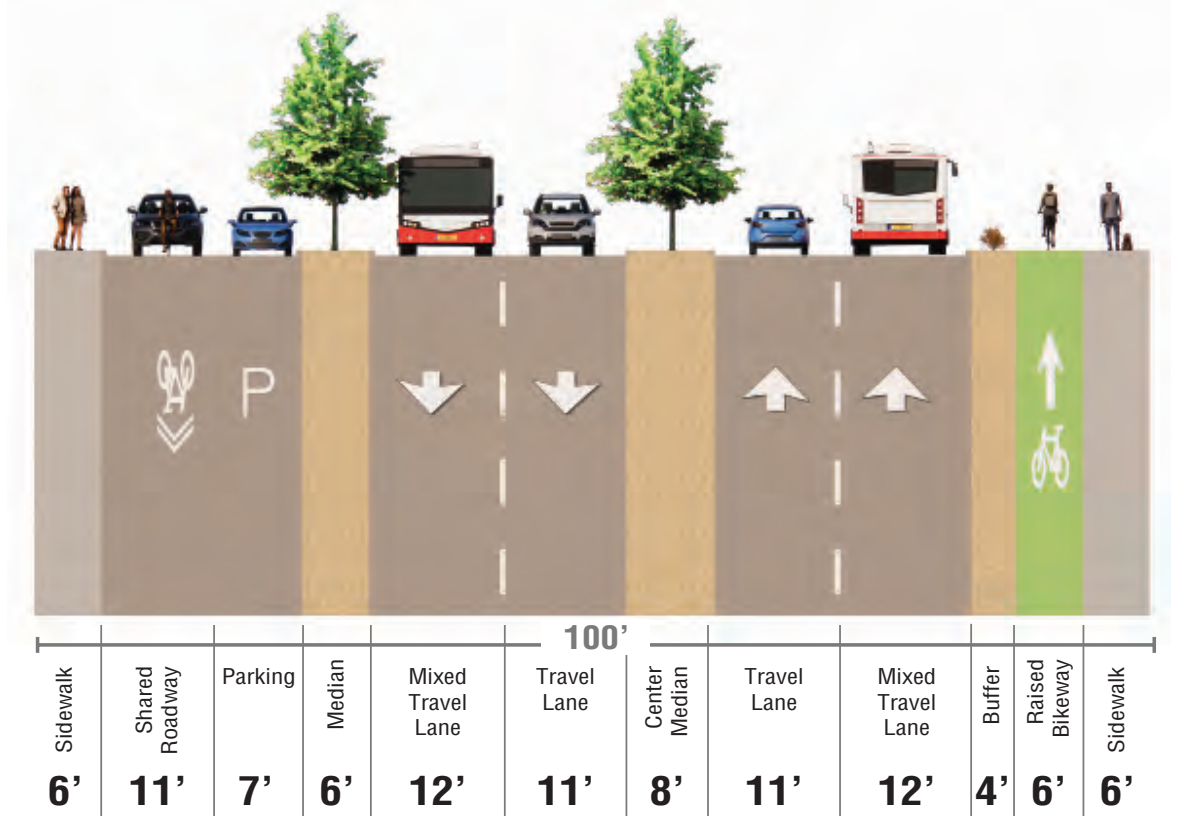 P
100’
Sidewalk
Shared
Roadway
Parking
Median
Mixed
Travel
Lane
Travel
Lane
Center
Median
Travel
Lane
Mixed
Travel
Lane
Buffer
Raised
Bikeway
Sidewalk
6’ 11’ 7’ 6’ 12’ 11’ 8’ 11’ 12’ 4’ 6’ 6’